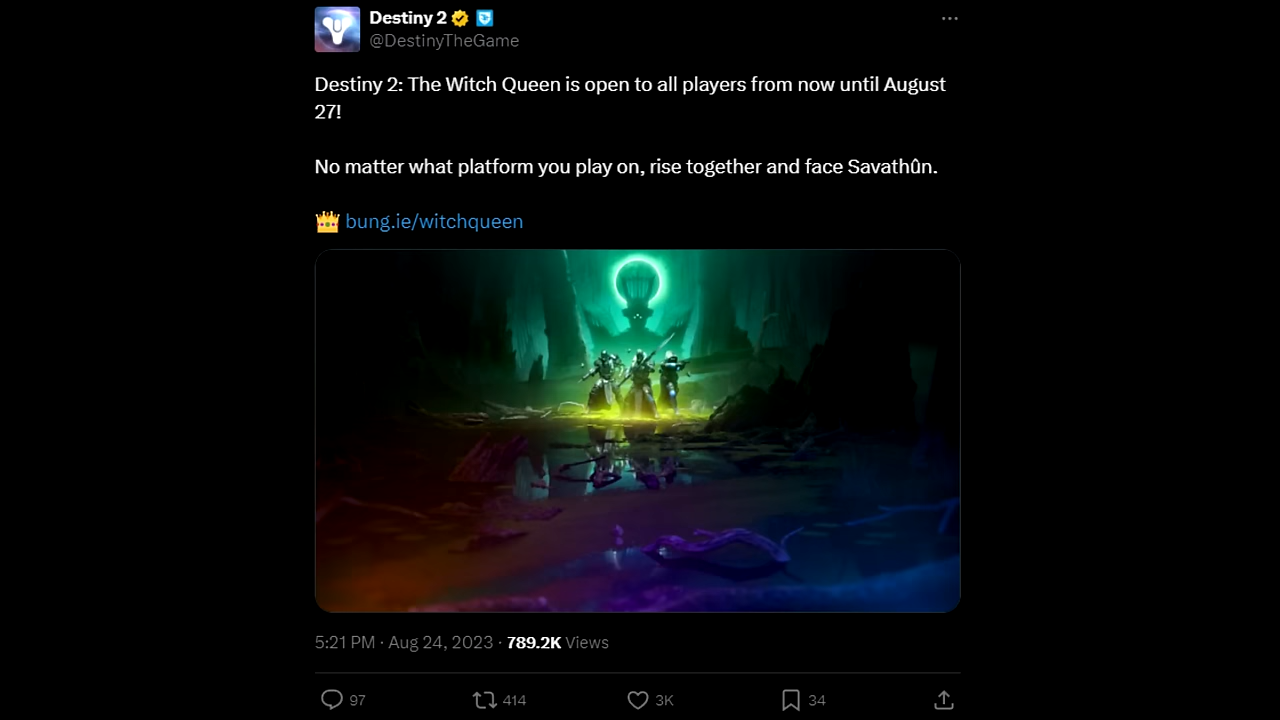 Destiny 2
@DestinyTheGame
Destiny 2: The Witch Queen is open to all players from now until August
27!
No matter what platform you play on, rise together and face Savathûn.
👑 bung.ie/witchqueen
5:21 PM · Aug 24, 2023 · 789.2K Views
97 414 3K 34